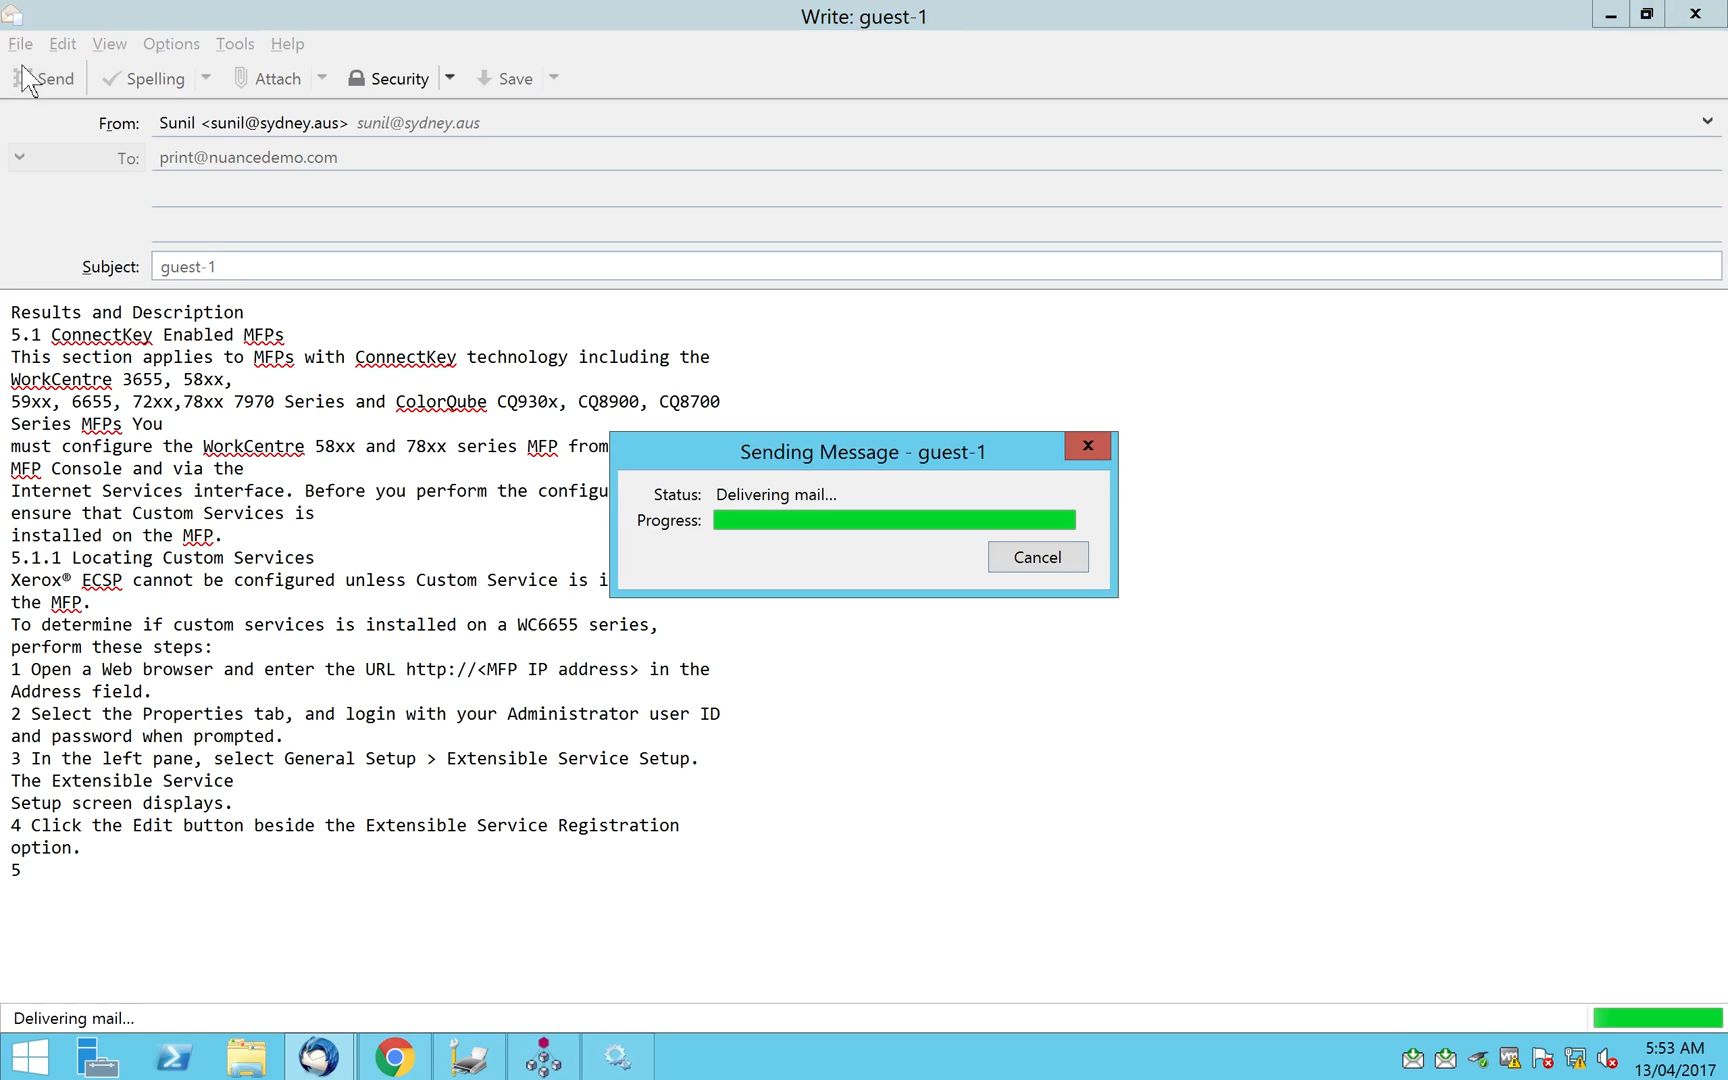 Write: guest-1
File Edit View Options Tools Help
Send Spelling Attach Security Save
From: Sunil <sunil@sydney.aus> sunil@sydney.aus
To: print@nuancedemo.com
Subject: guest-1
Results and Description
5.1 ConnectKey Enabled MFPs
This section applies to MFPs with ConnectKey technology including the
WorkCentre 3655, 58xx,
59xx, 6655, 72xx,78xx 7970 Series and ColorQube CQ930x, CQ8900, CQ8700
Series MFPs You
must configure the WorkCentre 58xx and 78xx series MFP from
MFP Console and via the
Internet Services interface. Before you perform the configu
ensure that Custom Services is
installed on the MFP.
5.1.1 Locating Custom Services
Xerox® ECSP cannot be configured unless Custom Service is i
the MFP.
To determine if custom services is installed on a WC6655 series,
perform these steps:
1 Open a Web browser and enter the URL http://<MFP IP address> in the
Address field.
2 Select the Properties tab, and login with your Administrator user ID
and password when prompted.
3 In the left pane, select General Setup > Extensible Service Setup.
The Extensible Service
Setup screen displays.
4 Click the Edit button beside the Extensible Service Registration
option.
5
Sending Message - guest-1
Status: Delivering mail...
Progress:
Cancel
Delivering mail...
5:53 AM
13/04/2017